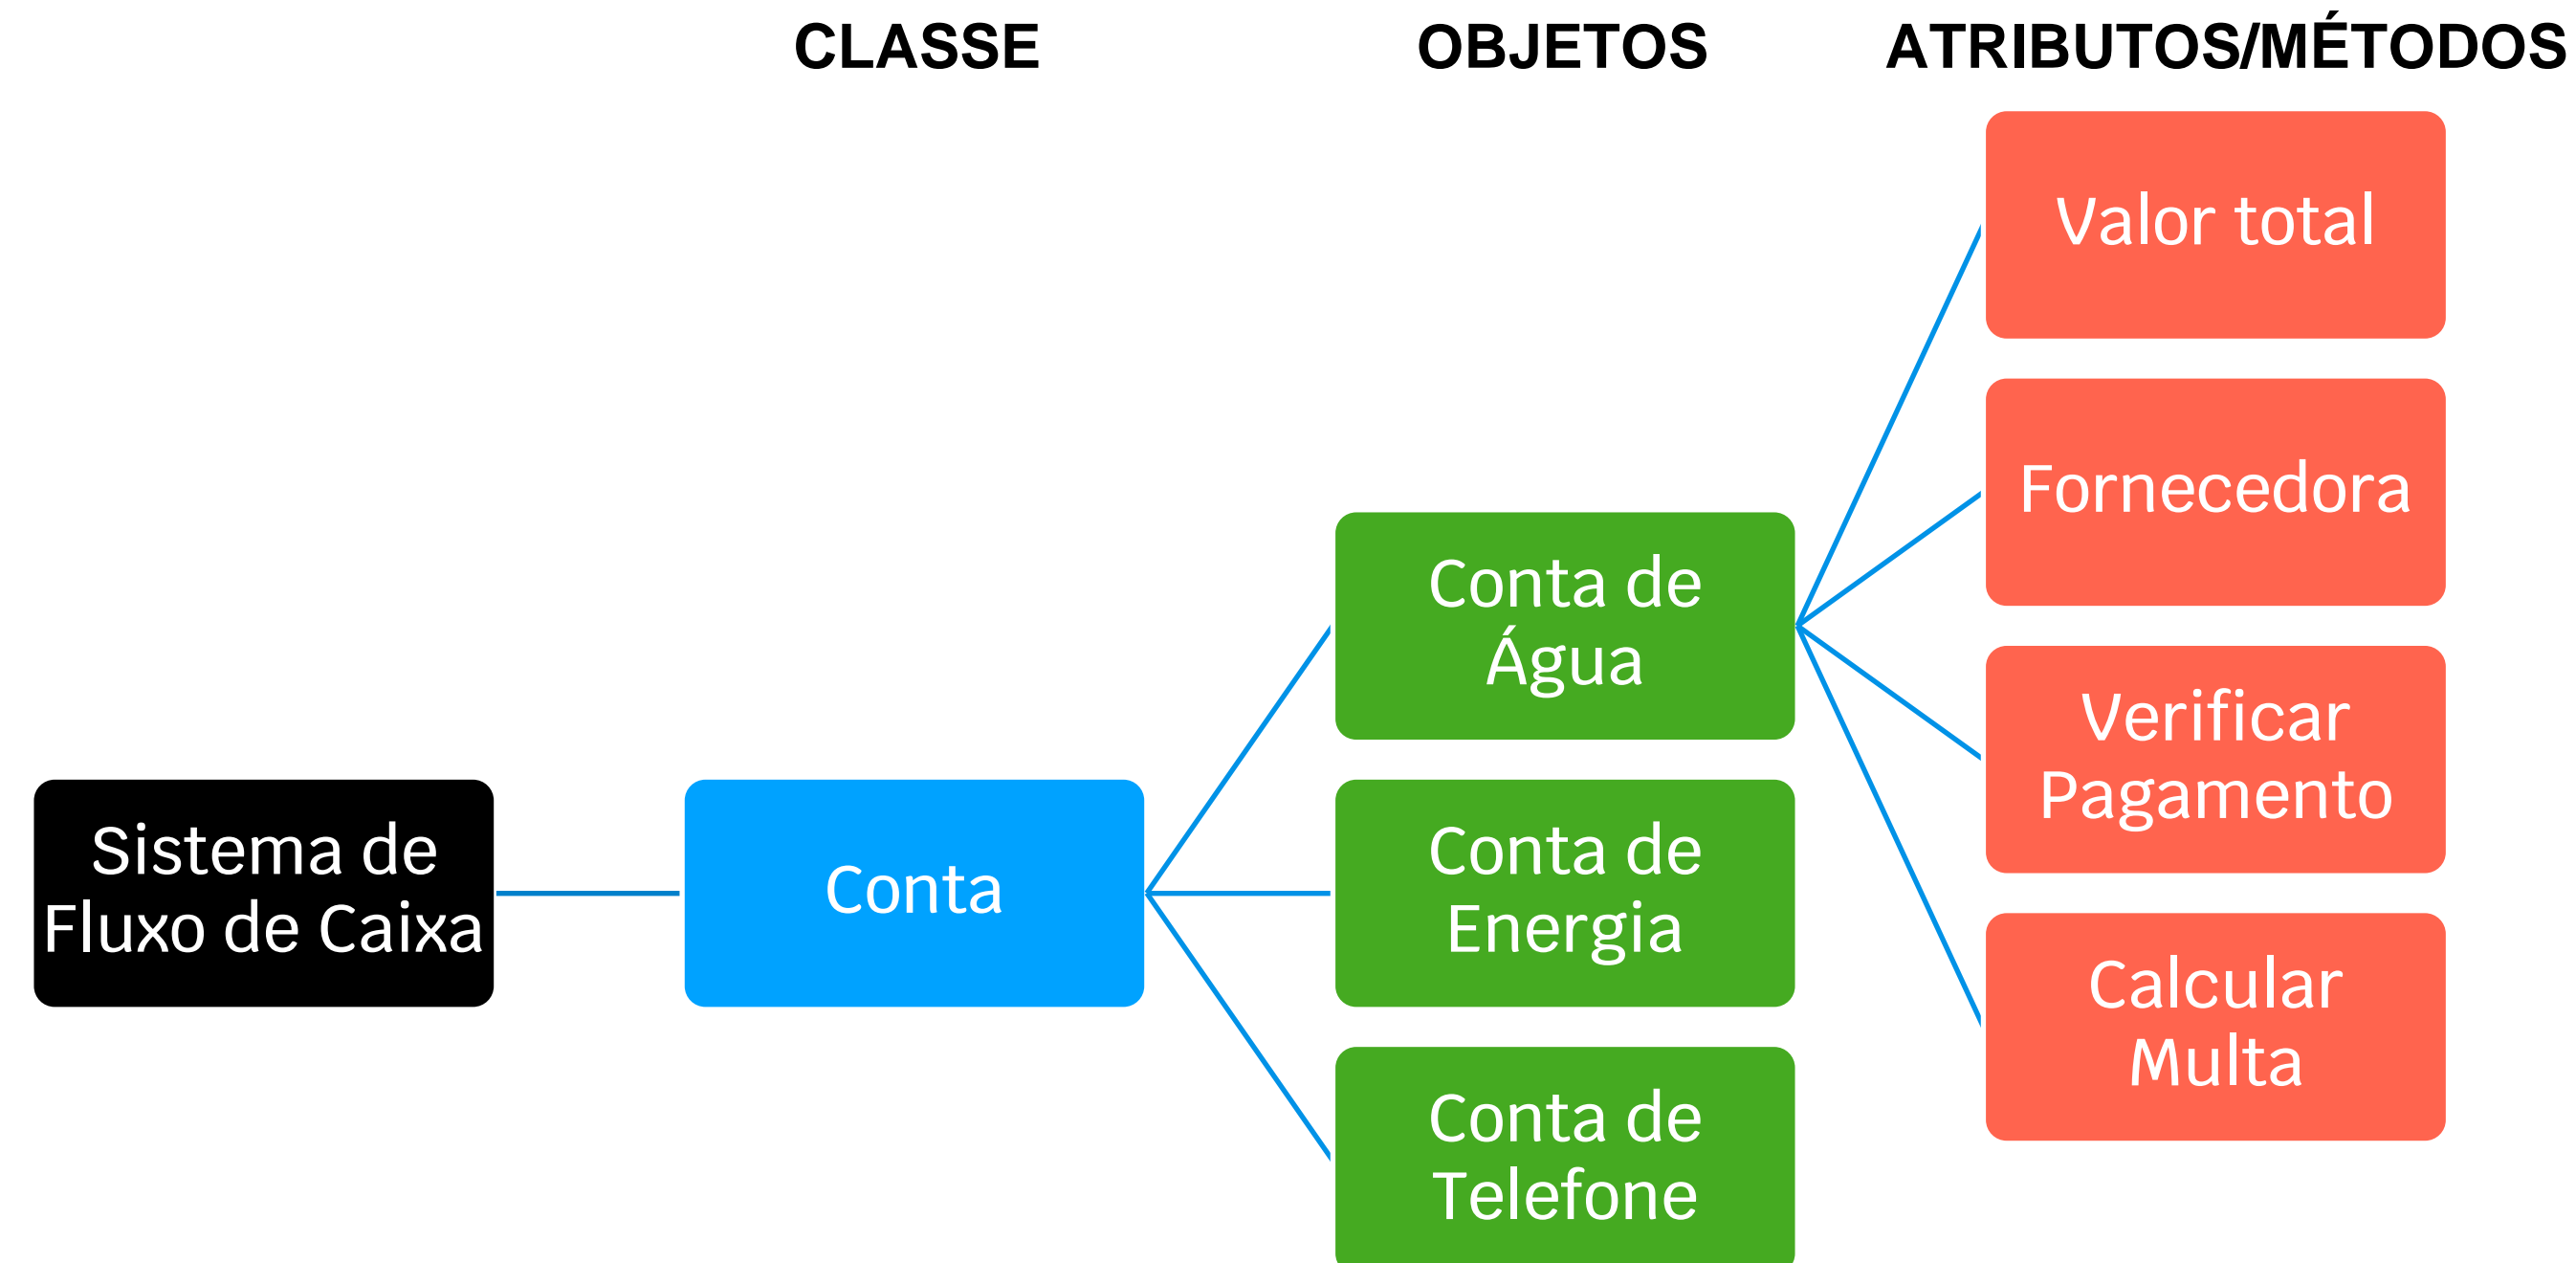 CLASSE
OBJETOS
ATRIBUTOS/MÉTODOS
Sistema de
Fluxo de Caixa
Conta
Conta de
Água
Conta de
Energia
Conta de
Telefone
Valor total
Fornecedora
Verificar
Pagamento
Calcular
Multa